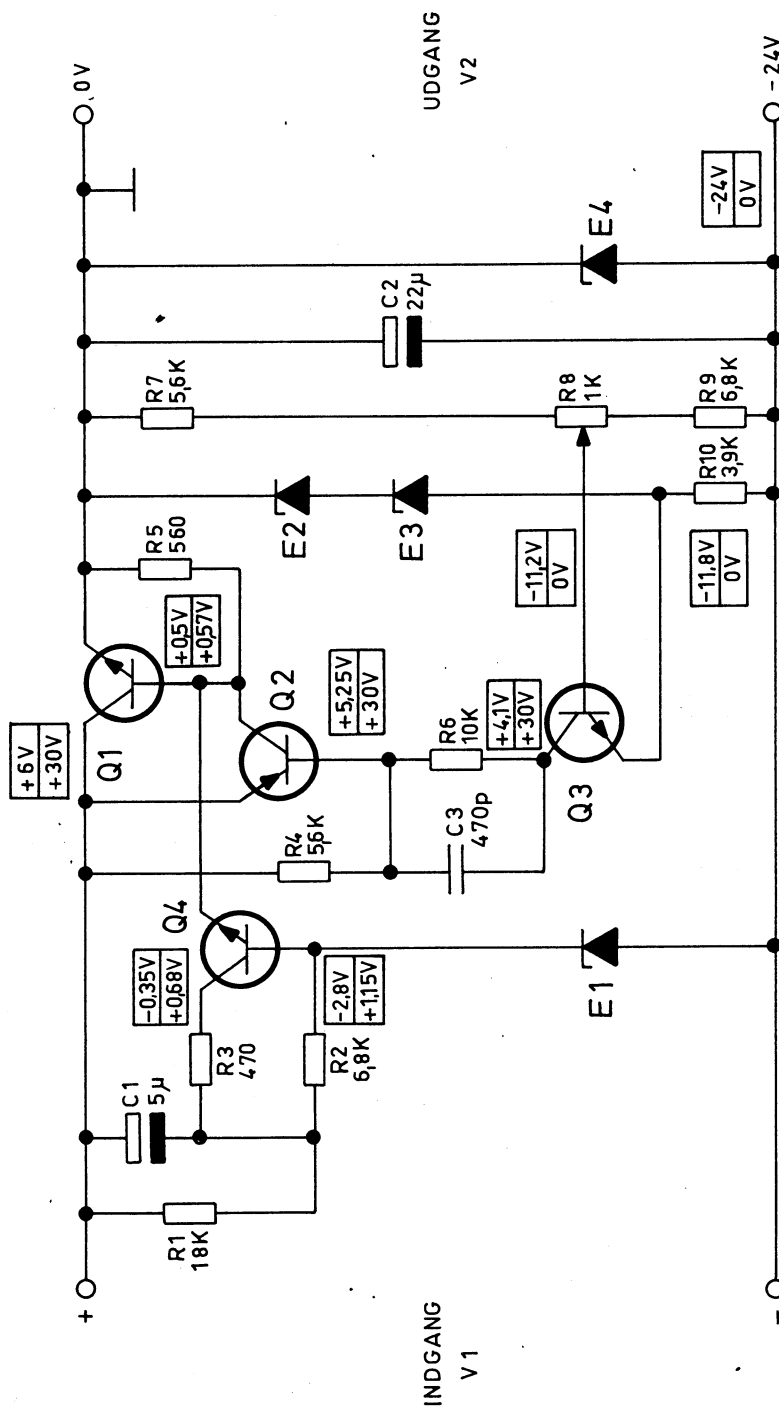 INDGANG
V1
+
–
R1
18K
C1
5µ
R3
470
R2
6,8K
–0,35V
+0,68V
–2,8V
+1,15V
Q4
E1
R4
5,6K
C3
470p
R6
10K
+6V
+30V
Q1
+0,5V
+0,57V
Q2
+5,25V
+30V
+4,1V
+30V
Q3
R5
560
E2
E3
–11,2V
0V
–11,8V
0V
R7
5,6K
R8
1K
R9
6,8K
R10
3,9K
C2
22µ
E4
–24V
0V
0V
UDGANG
V2
–24V